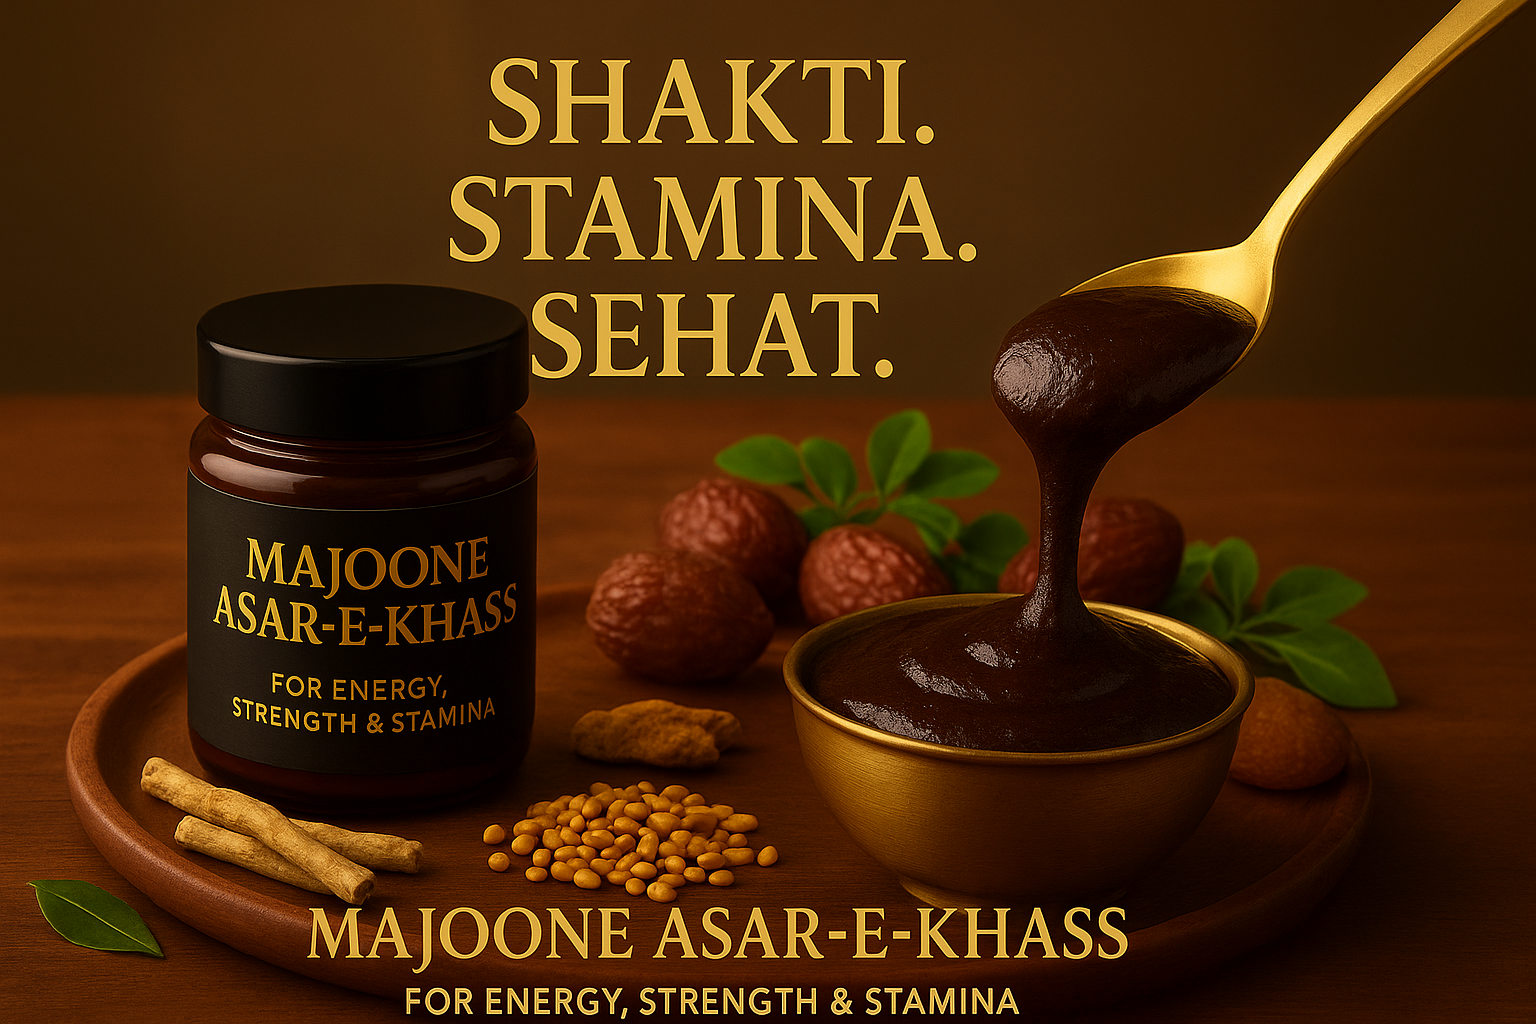 SHAKTI.
STAMINA.
SEHAT.
MAJOONE
ASAR-E-KHASS
FOR ENERGY,
STRENGTH & STAMINA
MAJOONE ASAR-E-KHASS
FOR ENERGY, STRENGTH & STAMINA